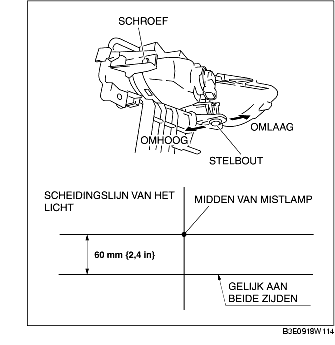 SCHROEF
OMLAAG
OMHOOG
STELBOUT
SCHEIDINGSLIJN VAN HET
LICHT
MIDDEN VAN MISTLAMP
60 mm {2,4 in}
GELIJK AAN
BEIDE ZIJDEN
B3E0918W114